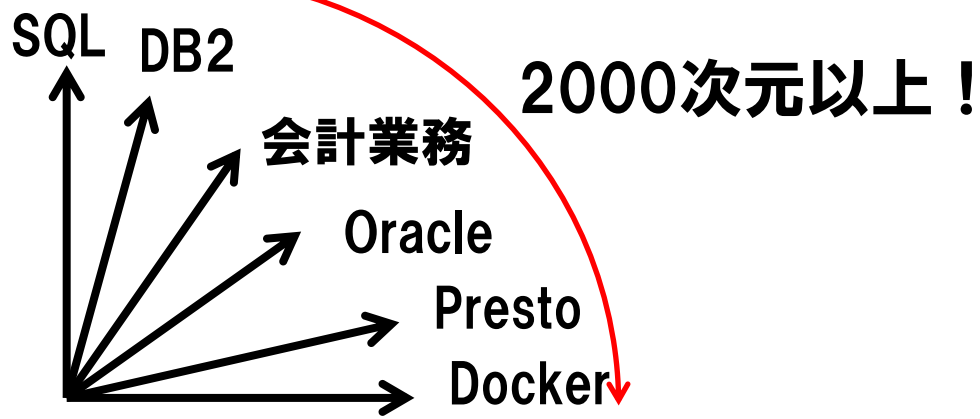 SQL
DB2
2000次元以上！
会計業務
Oracle
Presto
Docker